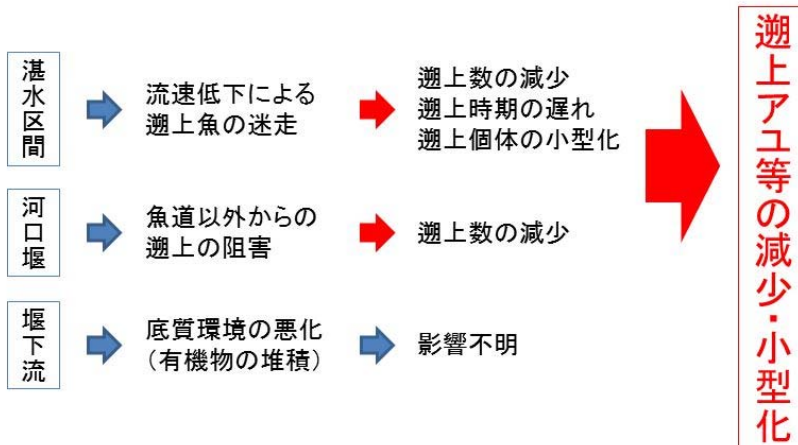 湛水区間
流速低下による
遡上魚の迷走
遡上数の減少
遡上時期の遅れ
遡上個体の小型化
河口堰
魚道以外からの
遡上の阻害
遡上数の減少
堰下流
底質環境の悪化
（有機物の堆積）
影響不明
遡上アユ等の減少・小型化